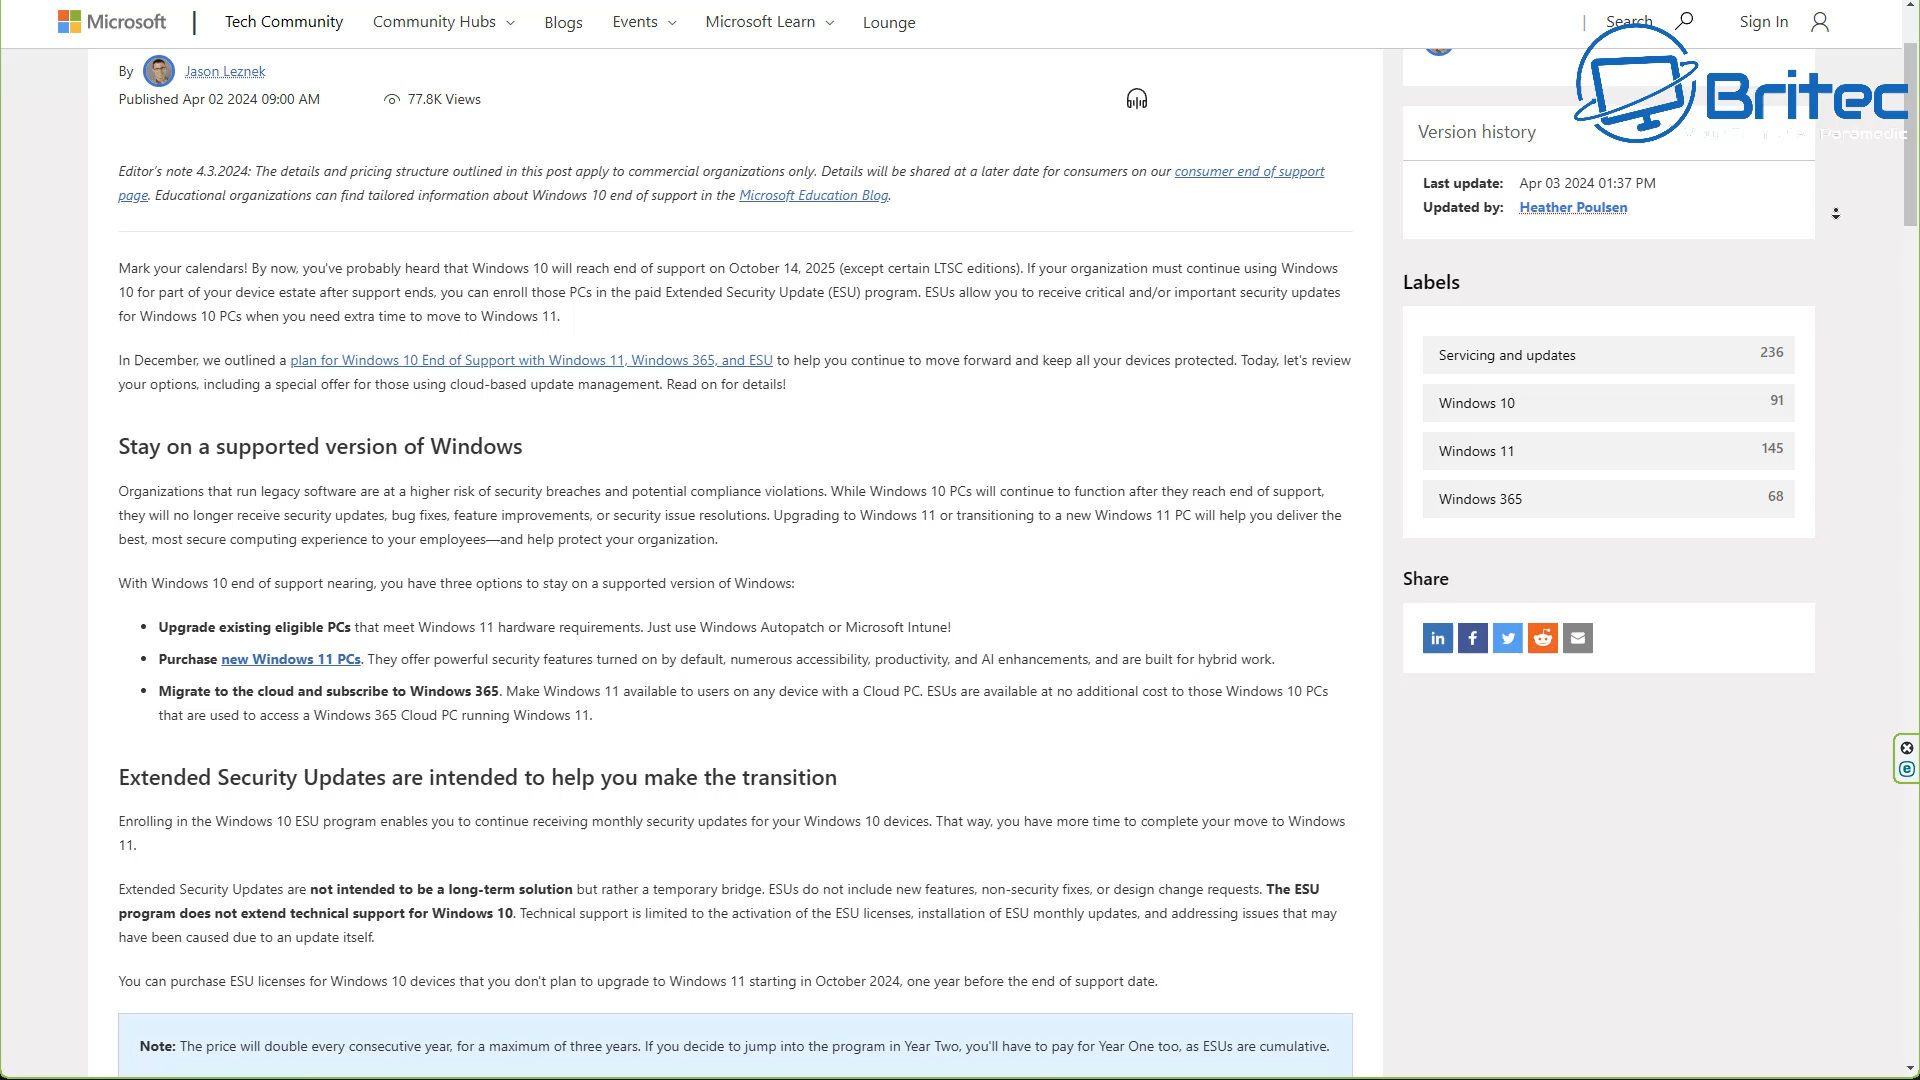 Microsoft | Tech Community Community Hubs Blogs Events Microsoft Learn Lounge | Search Sign In
Britec
Paramedic
By Jason Leznek
Published Apr 02 2024 09:00 AM 77.8K Views
Editor's note 4.3.2024: The details and pricing structure outlined in this post apply to commercial organizations only. Details will be shared at a later date for consumers on our consumer end of support
page. Educational organizations can find tailored information about Windows 10 end of support in the Microsoft Education Blog.
Mark your calendars! By now, you've probably heard that Windows 10 will reach end of support on October 14, 2025 (except certain LTSC editions). If your organization must continue using Windows
10 for part of your device estate after support ends, you can enroll those PCs in the paid Extended Security Update (ESU) program. ESUs allow you to receive critical and/or important security updates
for Windows 10 PCs when you need extra time to move to Windows 11.
In December, we outlined a plan for Windows 10 End of Support with Windows 11, Windows 365, and ESU to help you continue to move forward and keep all your devices protected. Today, let's review
your options, including a special offer for those using cloud-based update management. Read on for details!
Stay on a supported version of Windows
Organizations that run legacy software are at a higher risk of security breaches and potential compliance violations. While Windows 10 PCs will continue to function after they reach end of support,
they will no longer receive security updates, bug fixes, feature improvements, or security issue resolutions. Upgrading to Windows 11 or transitioning to a new Windows 11 PC will help you deliver the
best, most secure computing experience to your employees—and help protect your organization.
With Windows 10 end of support nearing, you have three options to stay on a supported version of Windows:
• Upgrade existing eligible PCs that meet Windows 11 hardware requirements. Just use Windows Autopatch or Microsoft Intune!
• Purchase new Windows 11 PCs. They offer powerful security features turned on by default, numerous accessibility, productivity, and AI enhancements, and are built for hybrid work.
• Migrate to the cloud and subscribe to Windows 365. Make Windows 11 available to users on any device with a Cloud PC. ESUs are available at no additional cost to those Windows 10 PCs
that are used to access a Windows 365 Cloud PC running Windows 11.
Extended Security Updates are intended to help you make the transition
Enrolling in the Windows 10 ESU program enables you to continue receiving monthly security updates for your Windows 10 devices. That way, you have more time to complete your move to Windows
11.
Extended Security Updates are not intended to be a long-term solution but rather a temporary bridge. ESUs do not include new features, non-security fixes, or design change requests. The ESU
program does not extend technical support for Windows 10. Technical support is limited to the activation of the ESU licenses, installation of ESU monthly updates, and addressing issues that may
have been caused due to an update itself.
You can purchase ESU licenses for Windows 10 devices that you don't plan to upgrade to Windows 11 starting in October 2024, one year before the end of support date.
Note: The price will double every consecutive year, for a maximum of three years. If you decide to jump into the program in Year Two, you'll have to pay for Year One too, as ESUs are cumulative.
Version history
Last update: Apr 03 2024 01:37 PM
Updated by: Heather Poulsen
Labels
Servicing and updates 236
Windows 10 91
Windows 11 145
Windows 365 68
Share